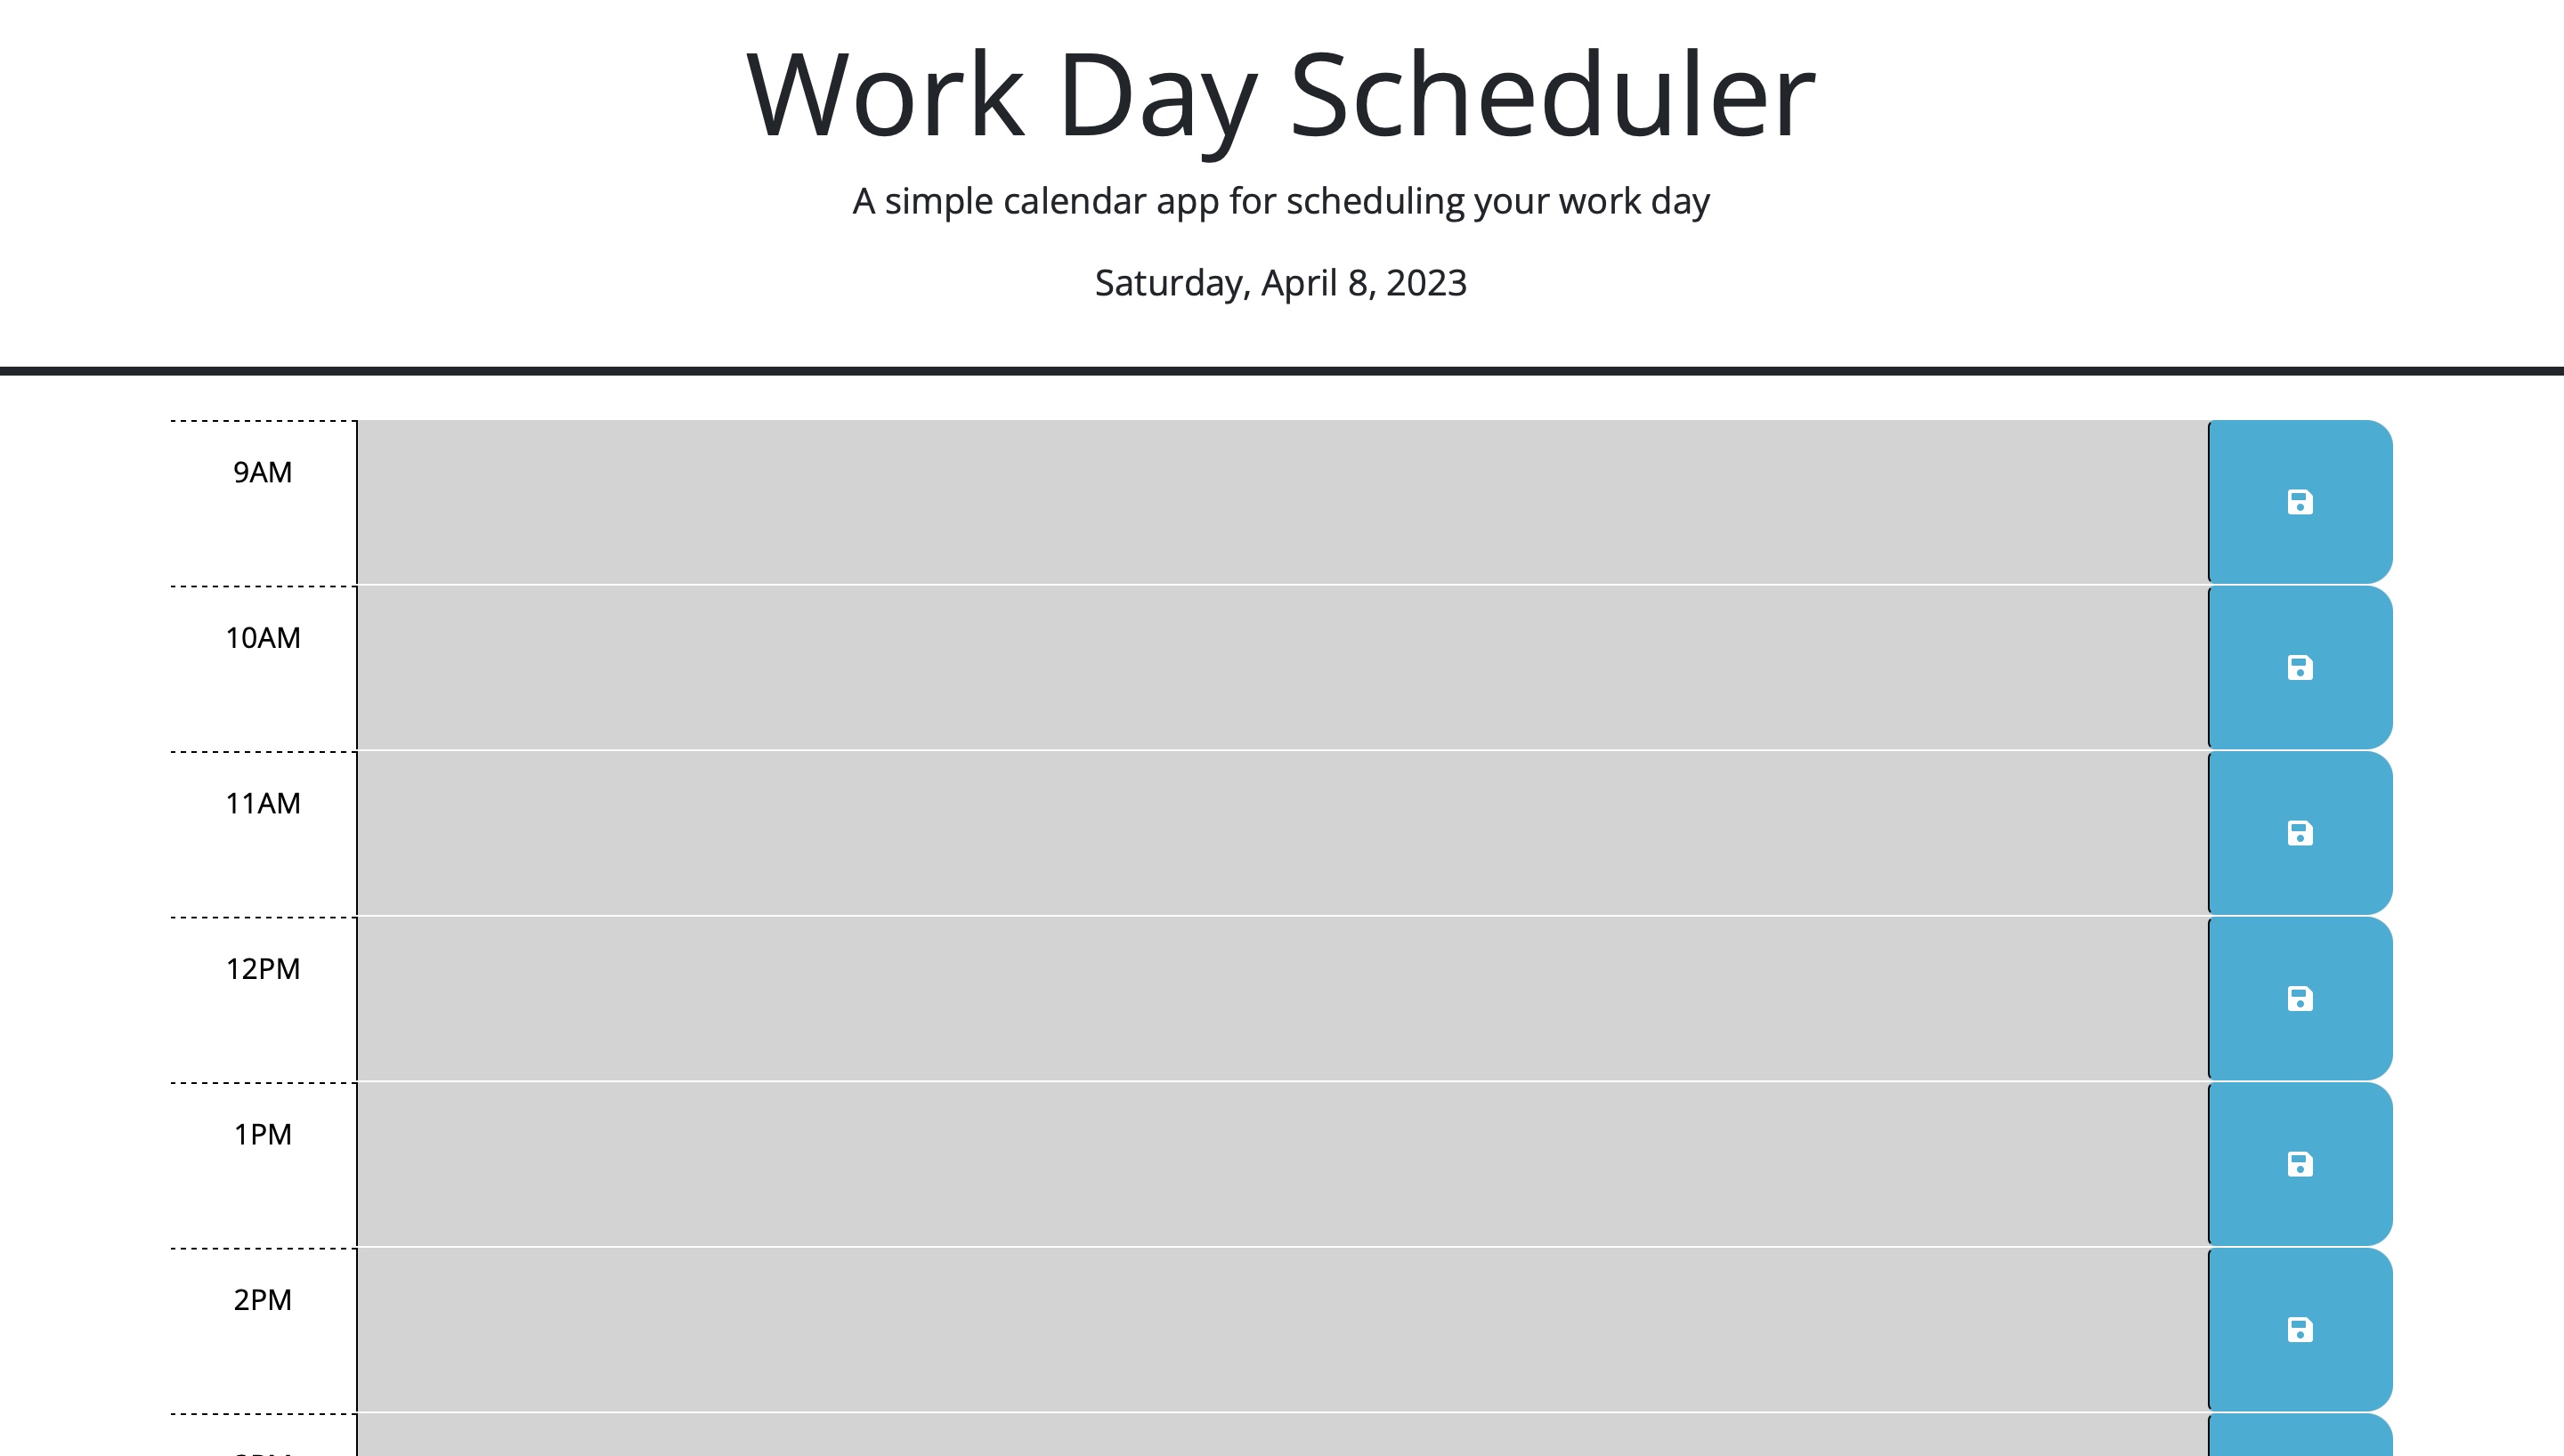 Work Day Scheduler
A simple calendar app for scheduling your work day
Saturday, April 8, 2023
9AM
10AM
11AM
12PM
1PM
2PM